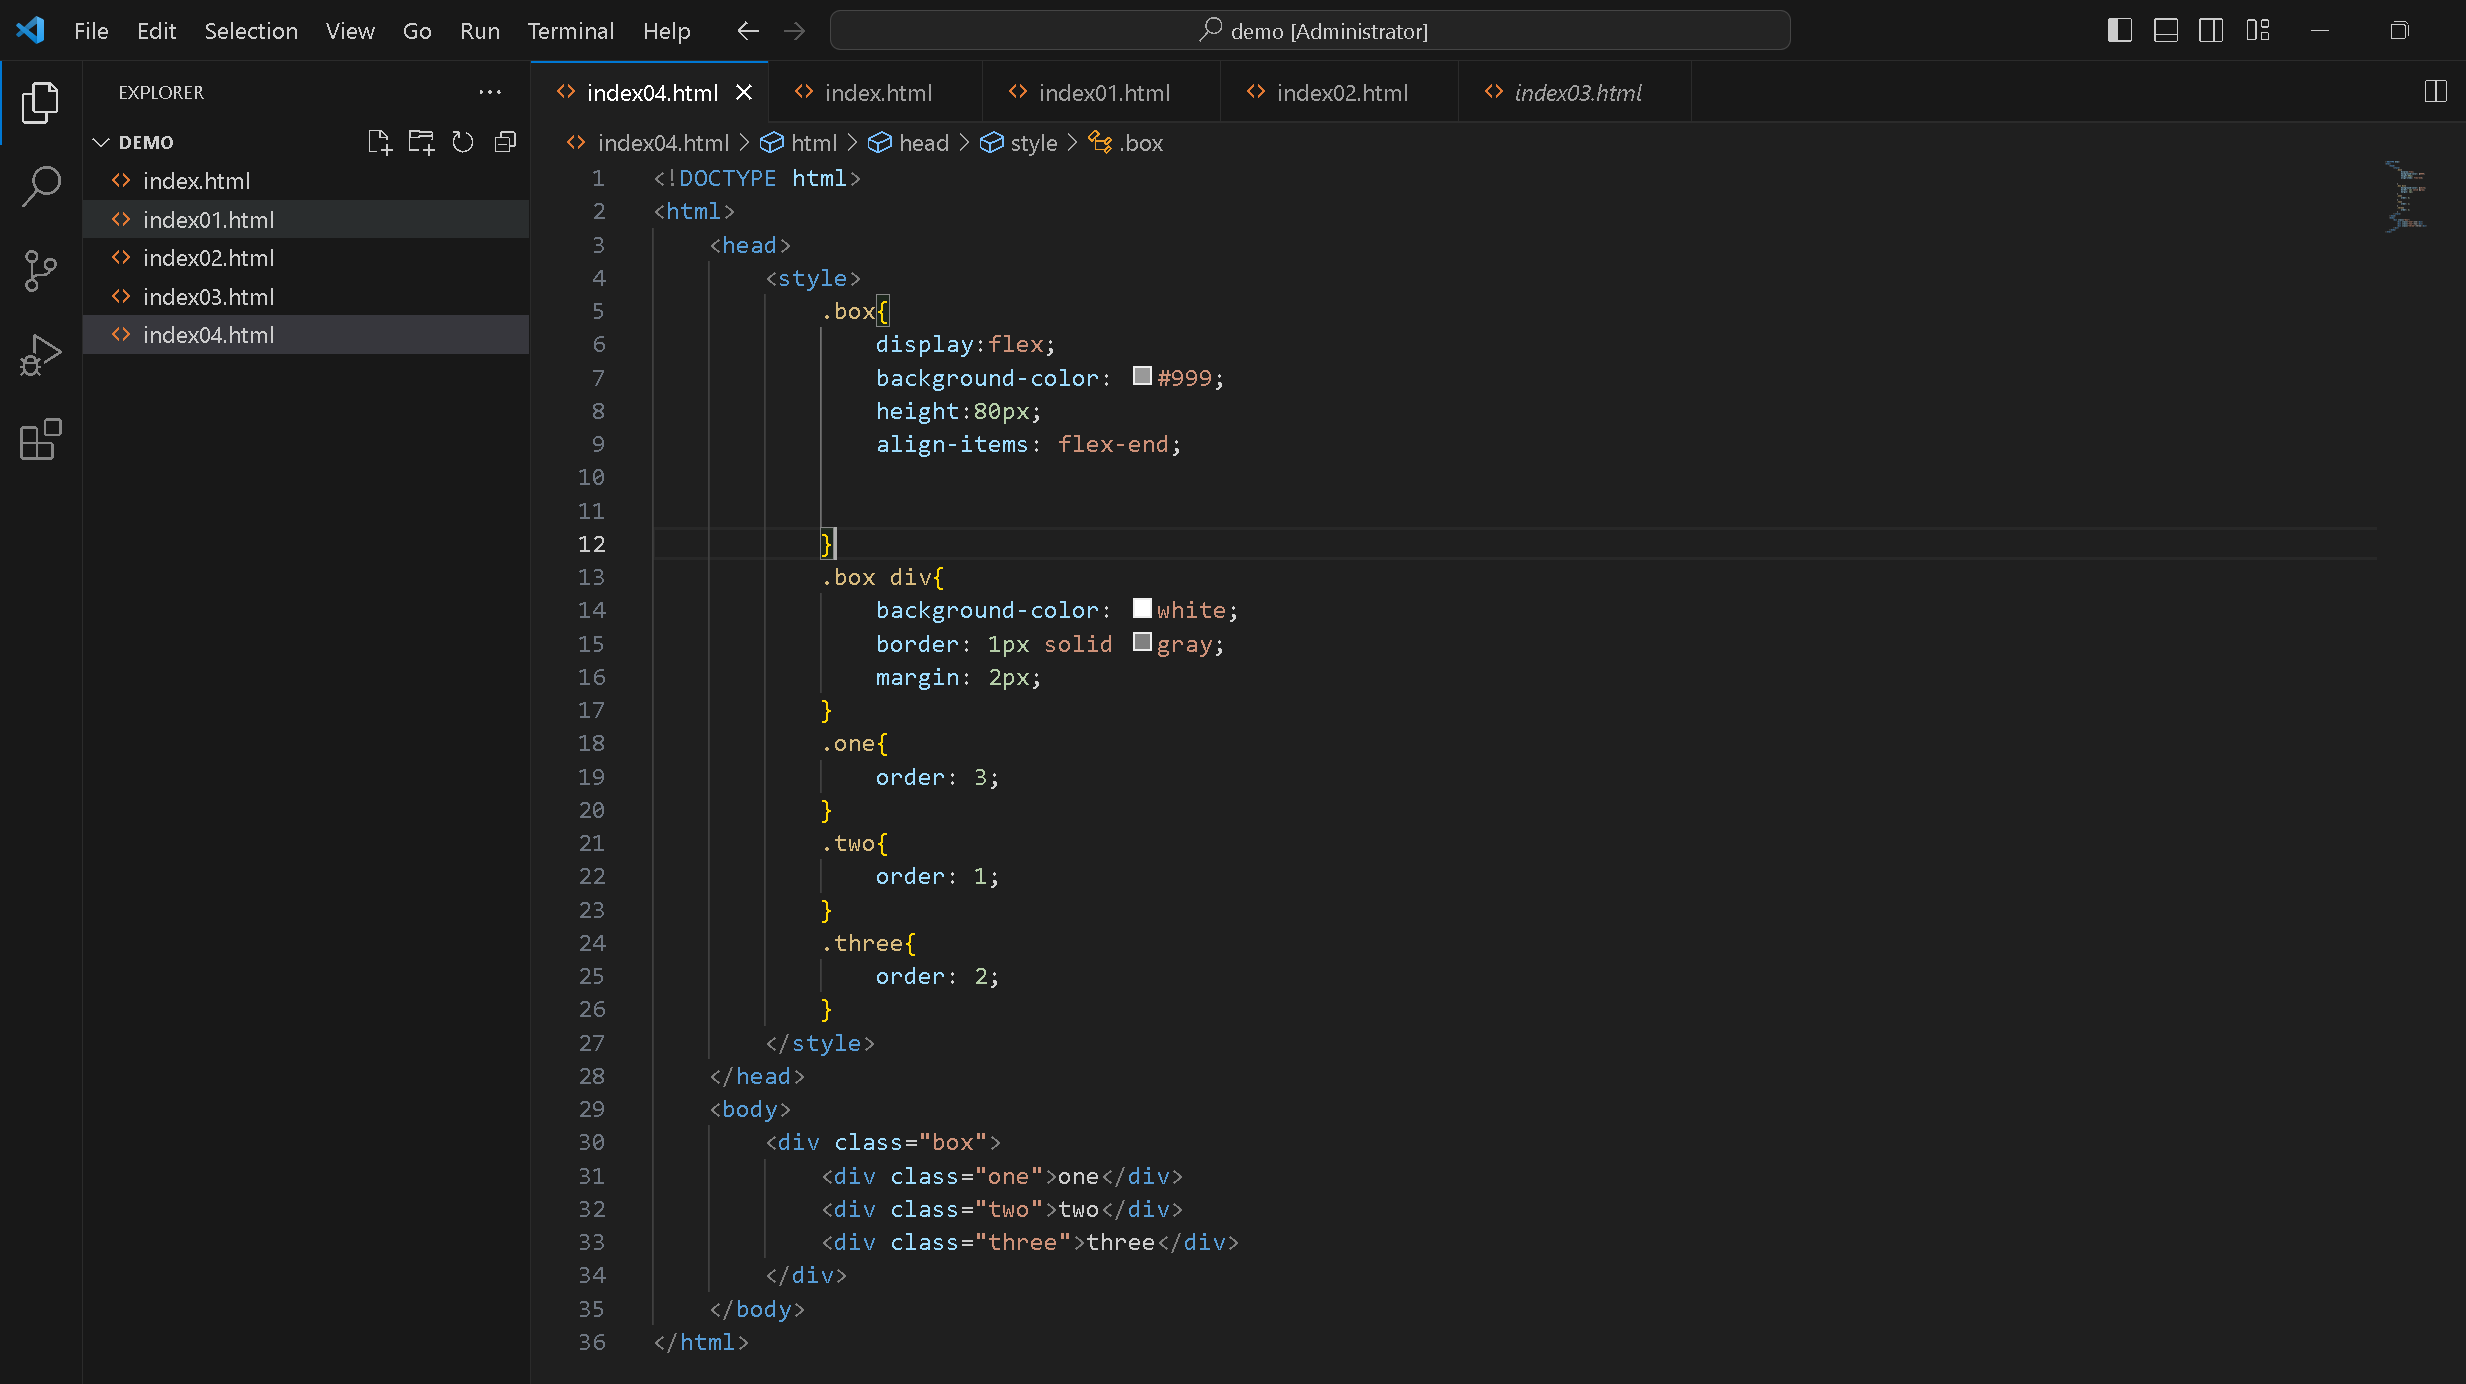 File Edit Selection View Go Run Terminal Help demo [Administrator]
EXPLORER
DEMO
index.html
index01.html
index02.html
index03.html
index04.html
index04.html index.html index01.html index02.html index03.html
index04.html > html > head > style > .box
1 <!DOCTYPE html>
2 <html>
3 <head>
4 <style>
5 .box{
6 display:flex;
7 background-color: #999;
8 height:80px;
9 align-items: flex-end;
10
11
12 }
13 .box div{
14 background-color: white;
15 border: 1px solid gray;
16 margin: 2px;
17 }
18 .one{
19 order: 3;
20 }
21 .two{
22 order: 1;
23 }
24 .three{
25 order: 2;
26 }
27 </style>
28 </head>
29 <body>
30 <div class="box">
31 <div class="one">one</div>
32 <div class="two">two</div>
33 <div class="three">three</div>
34 </div>
35 </body>
36 </html>